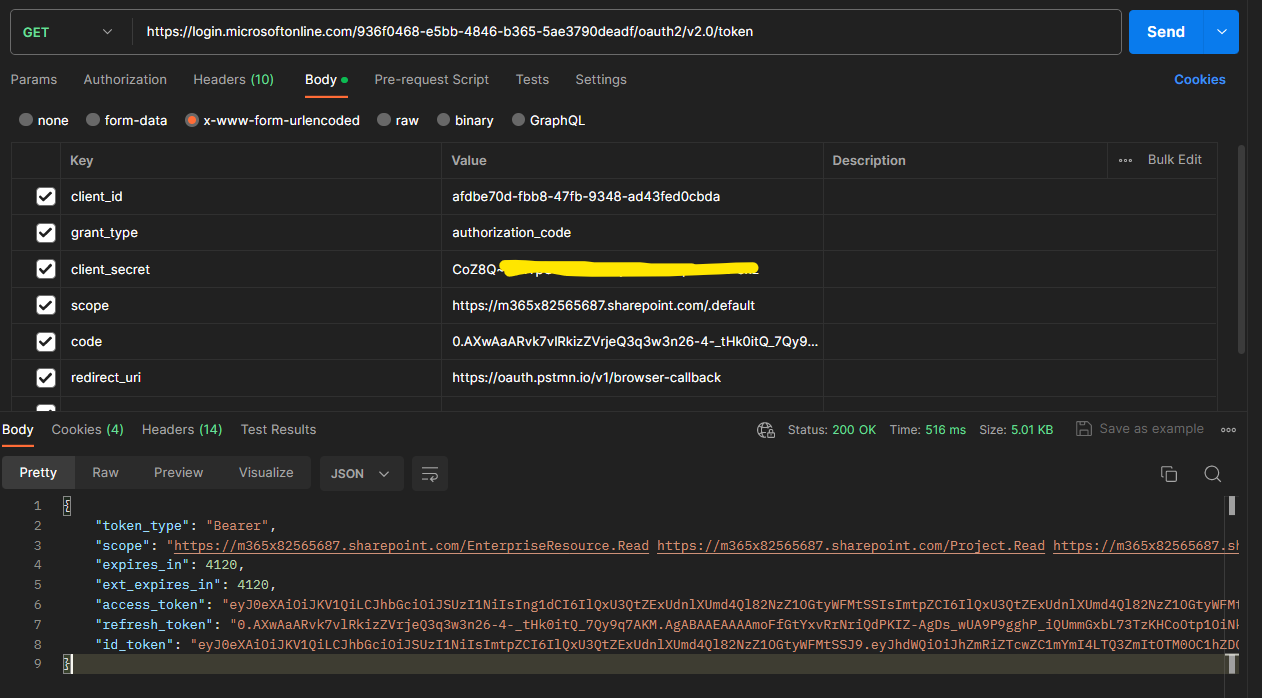 GET https://login.microsoftonline.com/936f0468-e5bb-4846-b365-5ae3790deadf/oauth2/v2.0/token Send
Params Authorization Headers (10) Body Pre-request Script Tests Settings Cookies
none form-data x-www-form-urlencoded raw binary GraphQL
Key Value Description Bulk Edit
client_id afdbe70d-fbb8-47fb-9348-ad43fed0cbda
grant_type authorization_code
client_secret CoZ8Q
scope https://m365x82565687.sharepoint.com/.default
code 0.AXwAaARvk7vlRkizZVrjeQ3q3w3n26-4-_tHk0itQ_7Qy9...
redirect_uri https://oauth.pstmn.io/v1/browser-callback
Body Cookies (4) Headers (14) Test Results Status: 200 OK Time: 516 ms Size: 5.01 KB Save as example
Pretty Raw Preview Visualize JSON
1 {
2 "token_type": "Bearer",
3 "scope": "https://m365x82565687.sharepoint.com/EnterpriseResource.Read https://m365x82565687.sharepoint.com/Project.Read https://m365x82565687.sh
4 "expires_in": 4120,
5 "ext_expires_in": 4120,
6 "access_token": "eyJ0eXAiOiJKV1QiLCJhbGciOiJSUzI1NiIsIng1dCI6IlQxU3QtZExUdnlXUmd4Ql82NzZ1OGtyWFMtSSIsImtpZCI6IlQxU3QtZExUdnlXUmd4Ql82NzZ1OGtyWFMt
7 "refresh_token": "0.AXwAaARvk7vlRkizZVrjeQ3q3w3n26-4-_tHk0itQ_7Qy9q7AKM.AgABAAEAAAAmoFfGtYxvRrNriQdPKIZ-AgDs_wUA9P9gghP_iQUmmGxbL73TzKHCoOtp1OiNk
8 "id_token": "eyJ0eXAiOiJKV1QiLCJhbGciOiJSUzI1NiIsImtpZCI6IlQxU3QtZExUdnlXUmd4Ql82NzZ1OGtyWFMtSSJ9.eyJhdWQiOiJhZmRiZTcwZC1mYmI4LTQ3ZmItOTM0OC1hZDQ
9 }